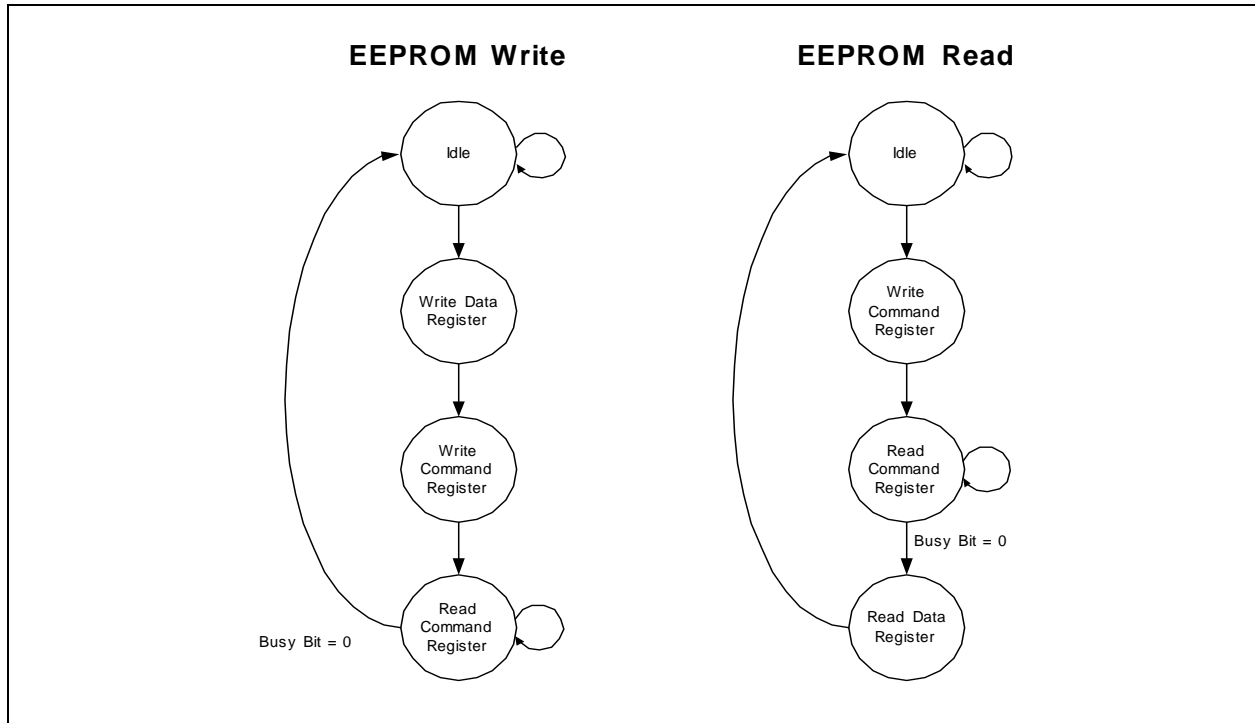 EEPROM Write
Idle
Write Data
Register
Write
Command
Register
Read
Command
Register
Busy Bit = 0
EEPROM Read
Idle
Write
Command
Register
Read
Command
Register
Busy Bit = 0
Read Data
Register